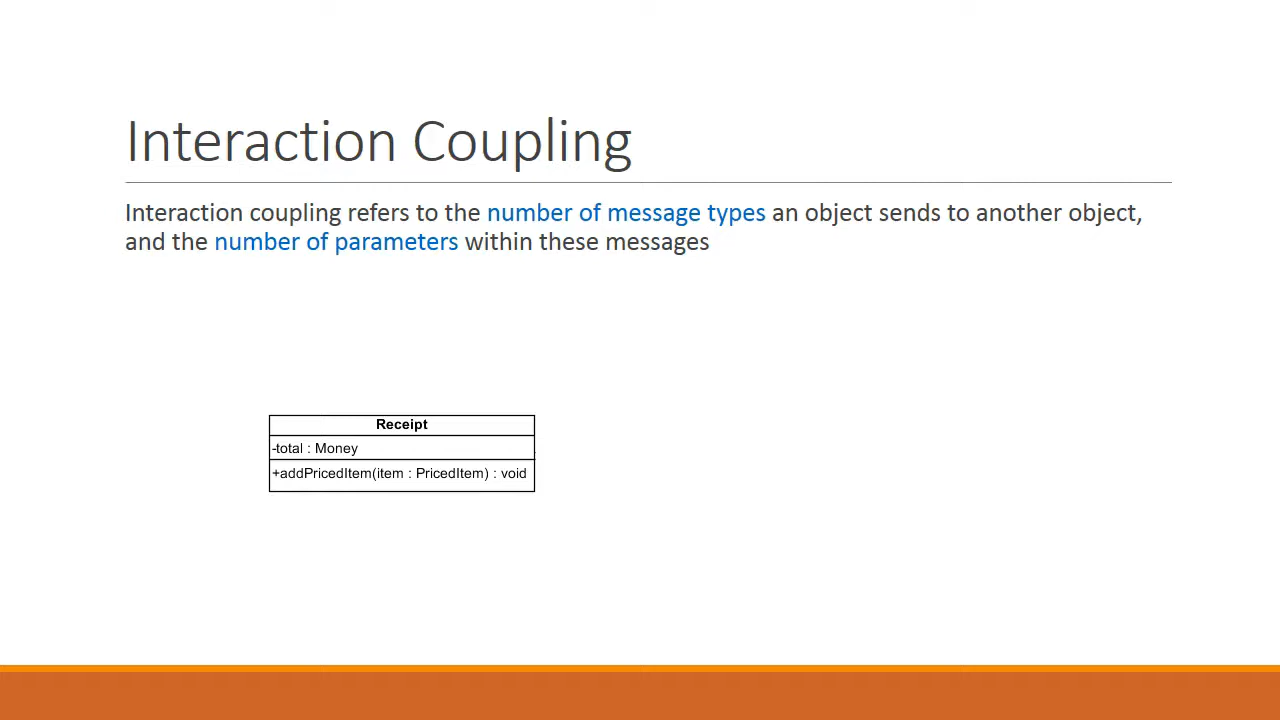 Interaction Coupling
Interaction coupling refers to the number of message types an object sends to another object,
and the number of parameters within these messages
Receipt
-total : Money
+addPricedItem(item : PricedItem) : void